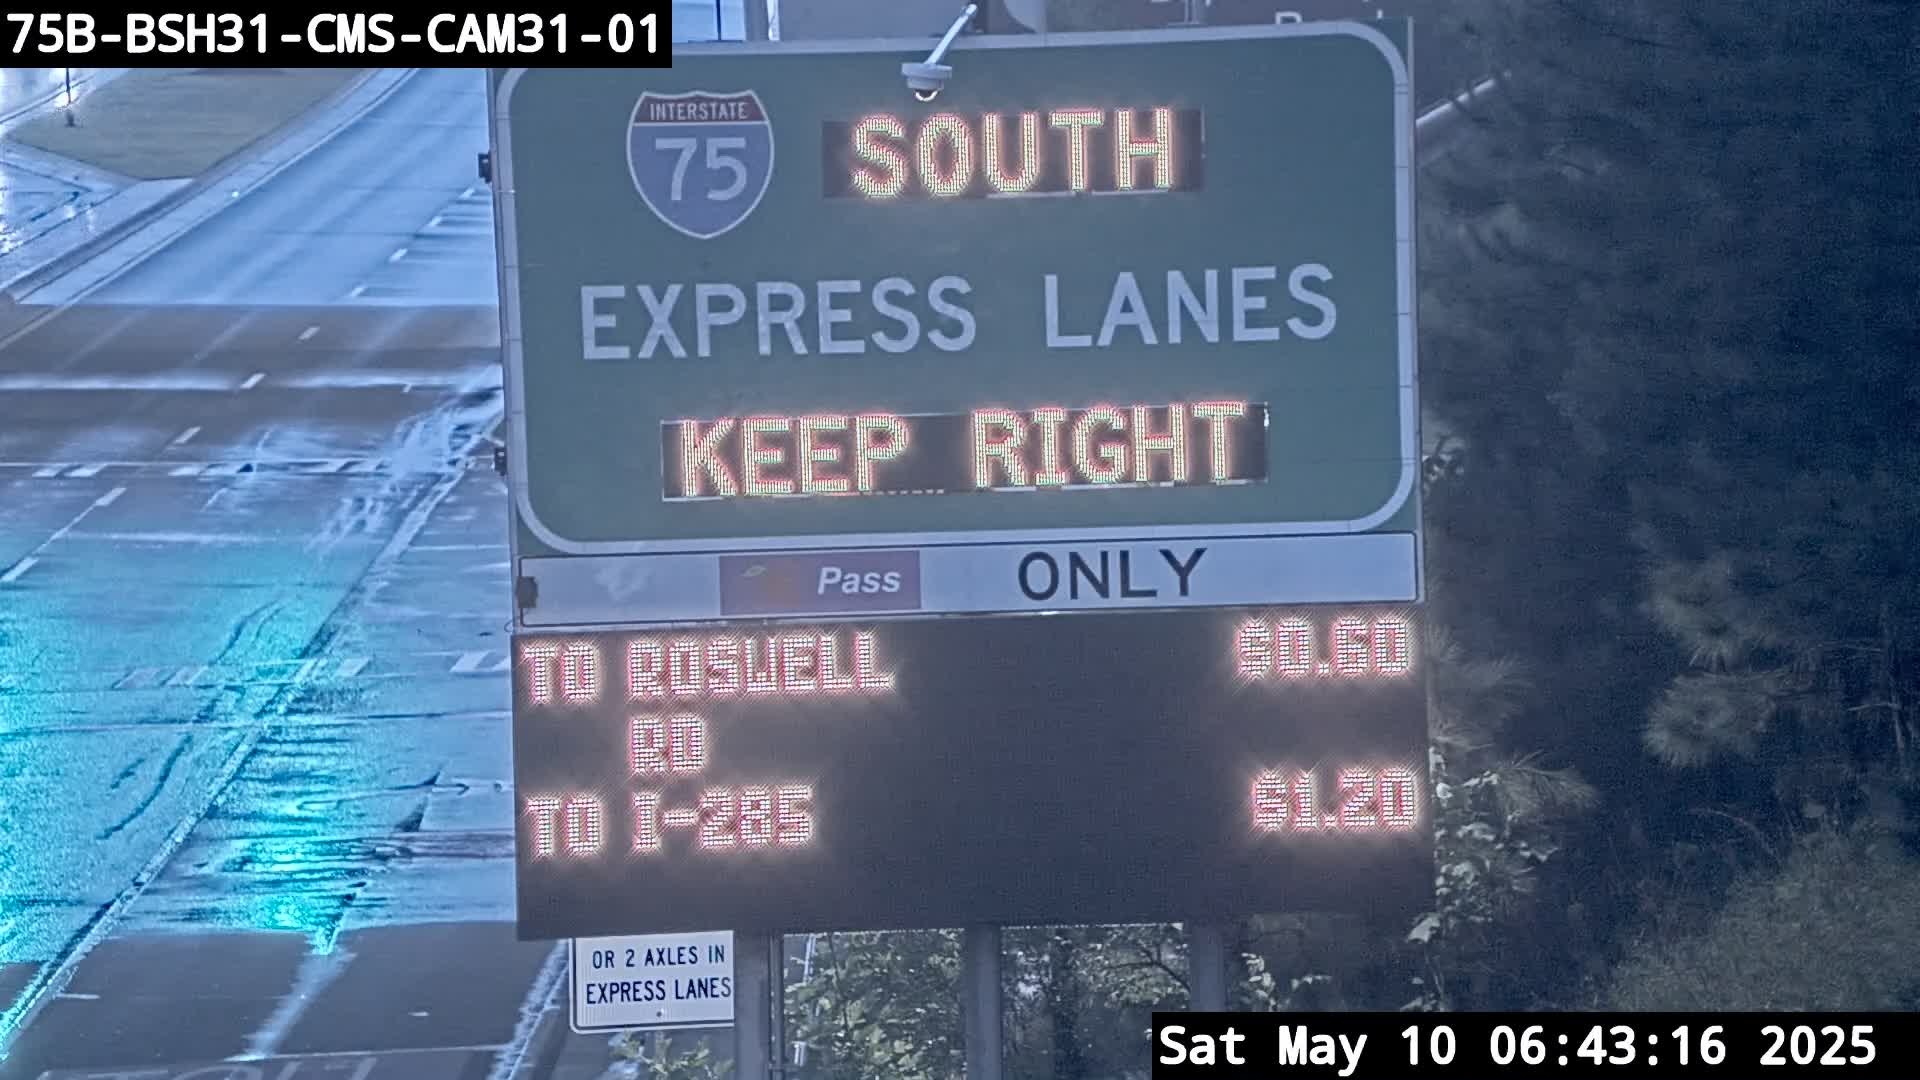 75B-BSH31-CMS-CAM31-01
INTERSTATE
75
SOUTH
EXPRESS LANES
KEEP RIGHT
Pass ONLY
TO ROSWELL $0.60
RD
TO I-285 $1.20
OR 2 AXLES IN
EXPRESS LANES
Sat May 10 06:43:16 2025